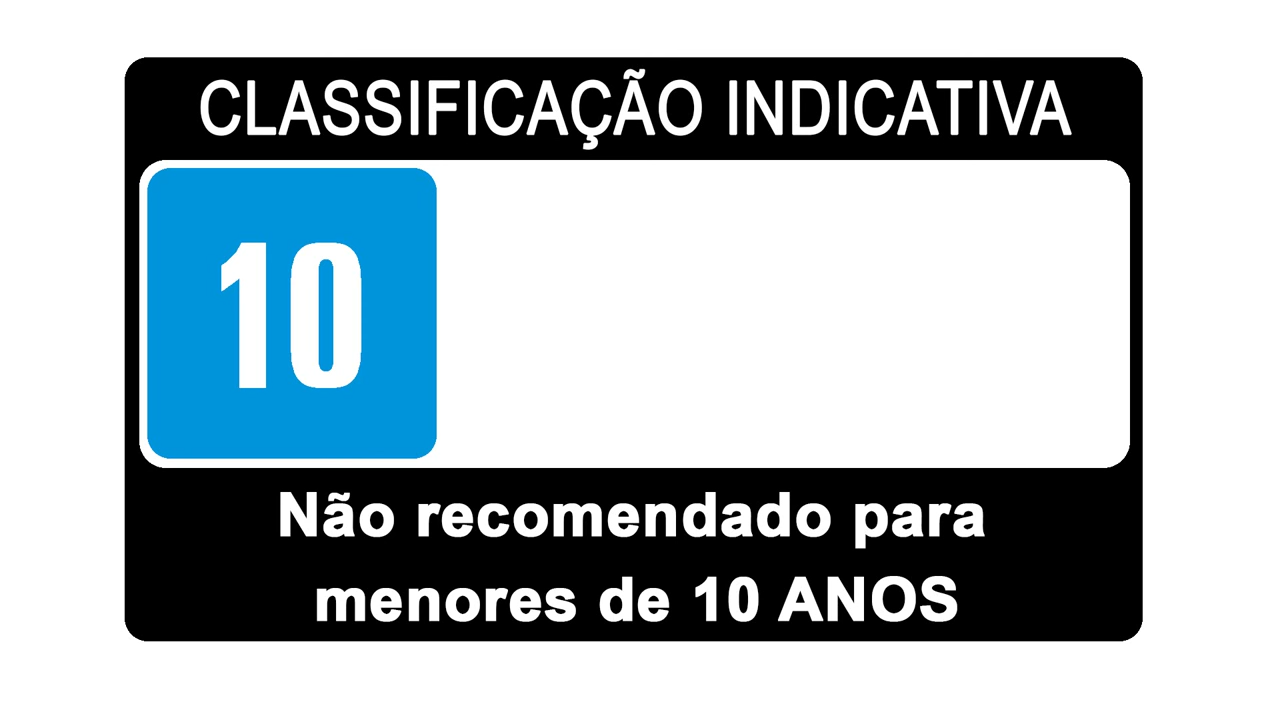 CLASSIFICAÇÃO INDICATIVA
10
Não recomendado para
menores de 10 ANOS